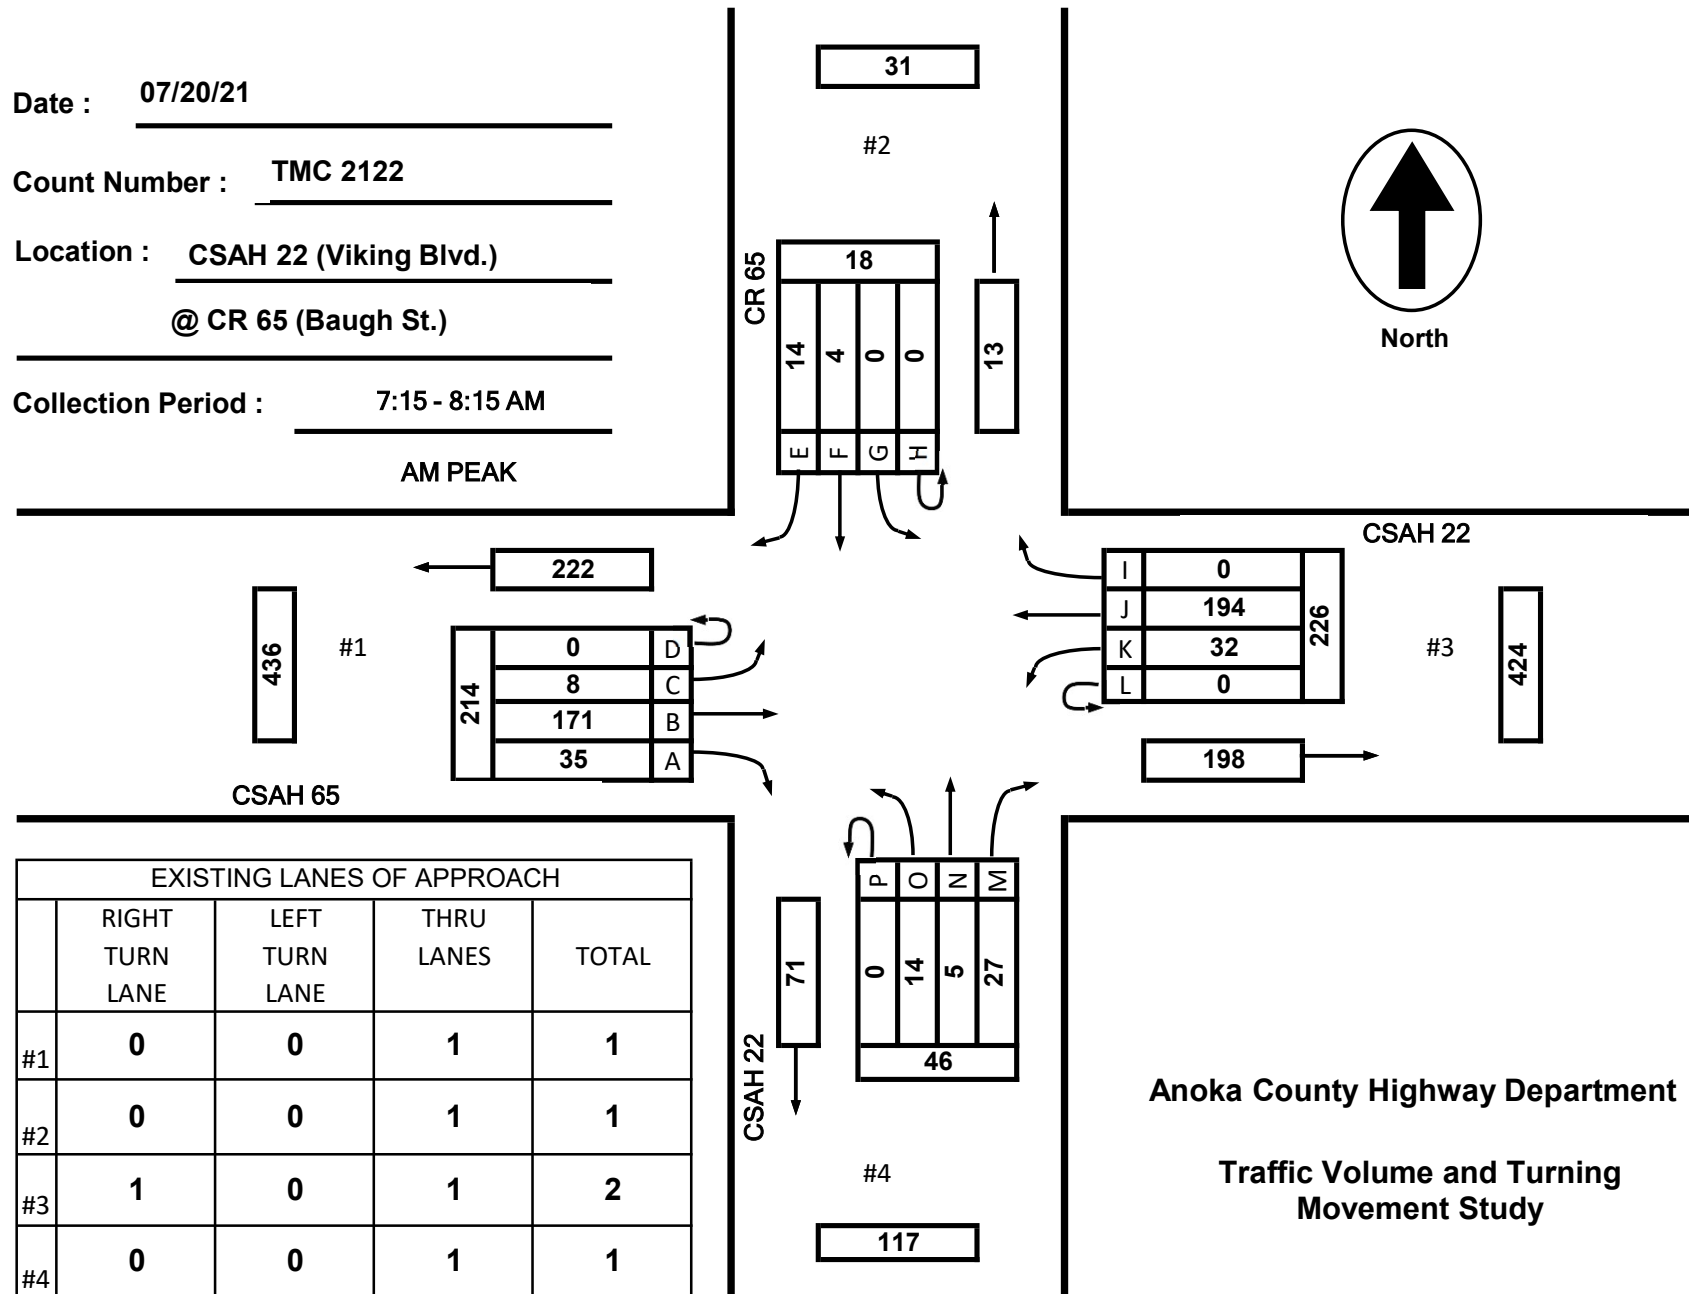 Date : 07/20/21
Count Number : TMC 2122
Location : CSAH 22 (Viking Blvd.)
@ CR 65 (Baugh St.)
Collection Period : 7:15 - 8:15 AM
AM PEAK
31
#2
CR 65
18
14 4 0 0
E F G H
13
North
CSAH 22
222
436
#1
214
0 D
8 C
171 B
35 A
CSAH 65
I 0
J 194
K 32
L 0
226
#3
424
198
P O N M
0 14 5 27
46
71
CSAH 22
#4
117
EXISTING LANES OF APPROACH
RIGHT LEFT THRU
TURN TURN LANES TOTAL
LANE LANE
#1 0 0 1 1
#2 0 0 1 1
#3 1 0 1 2
#4 0 0 1 1
Anoka County Highway Department
Traffic Volume and Turning
Movement Study